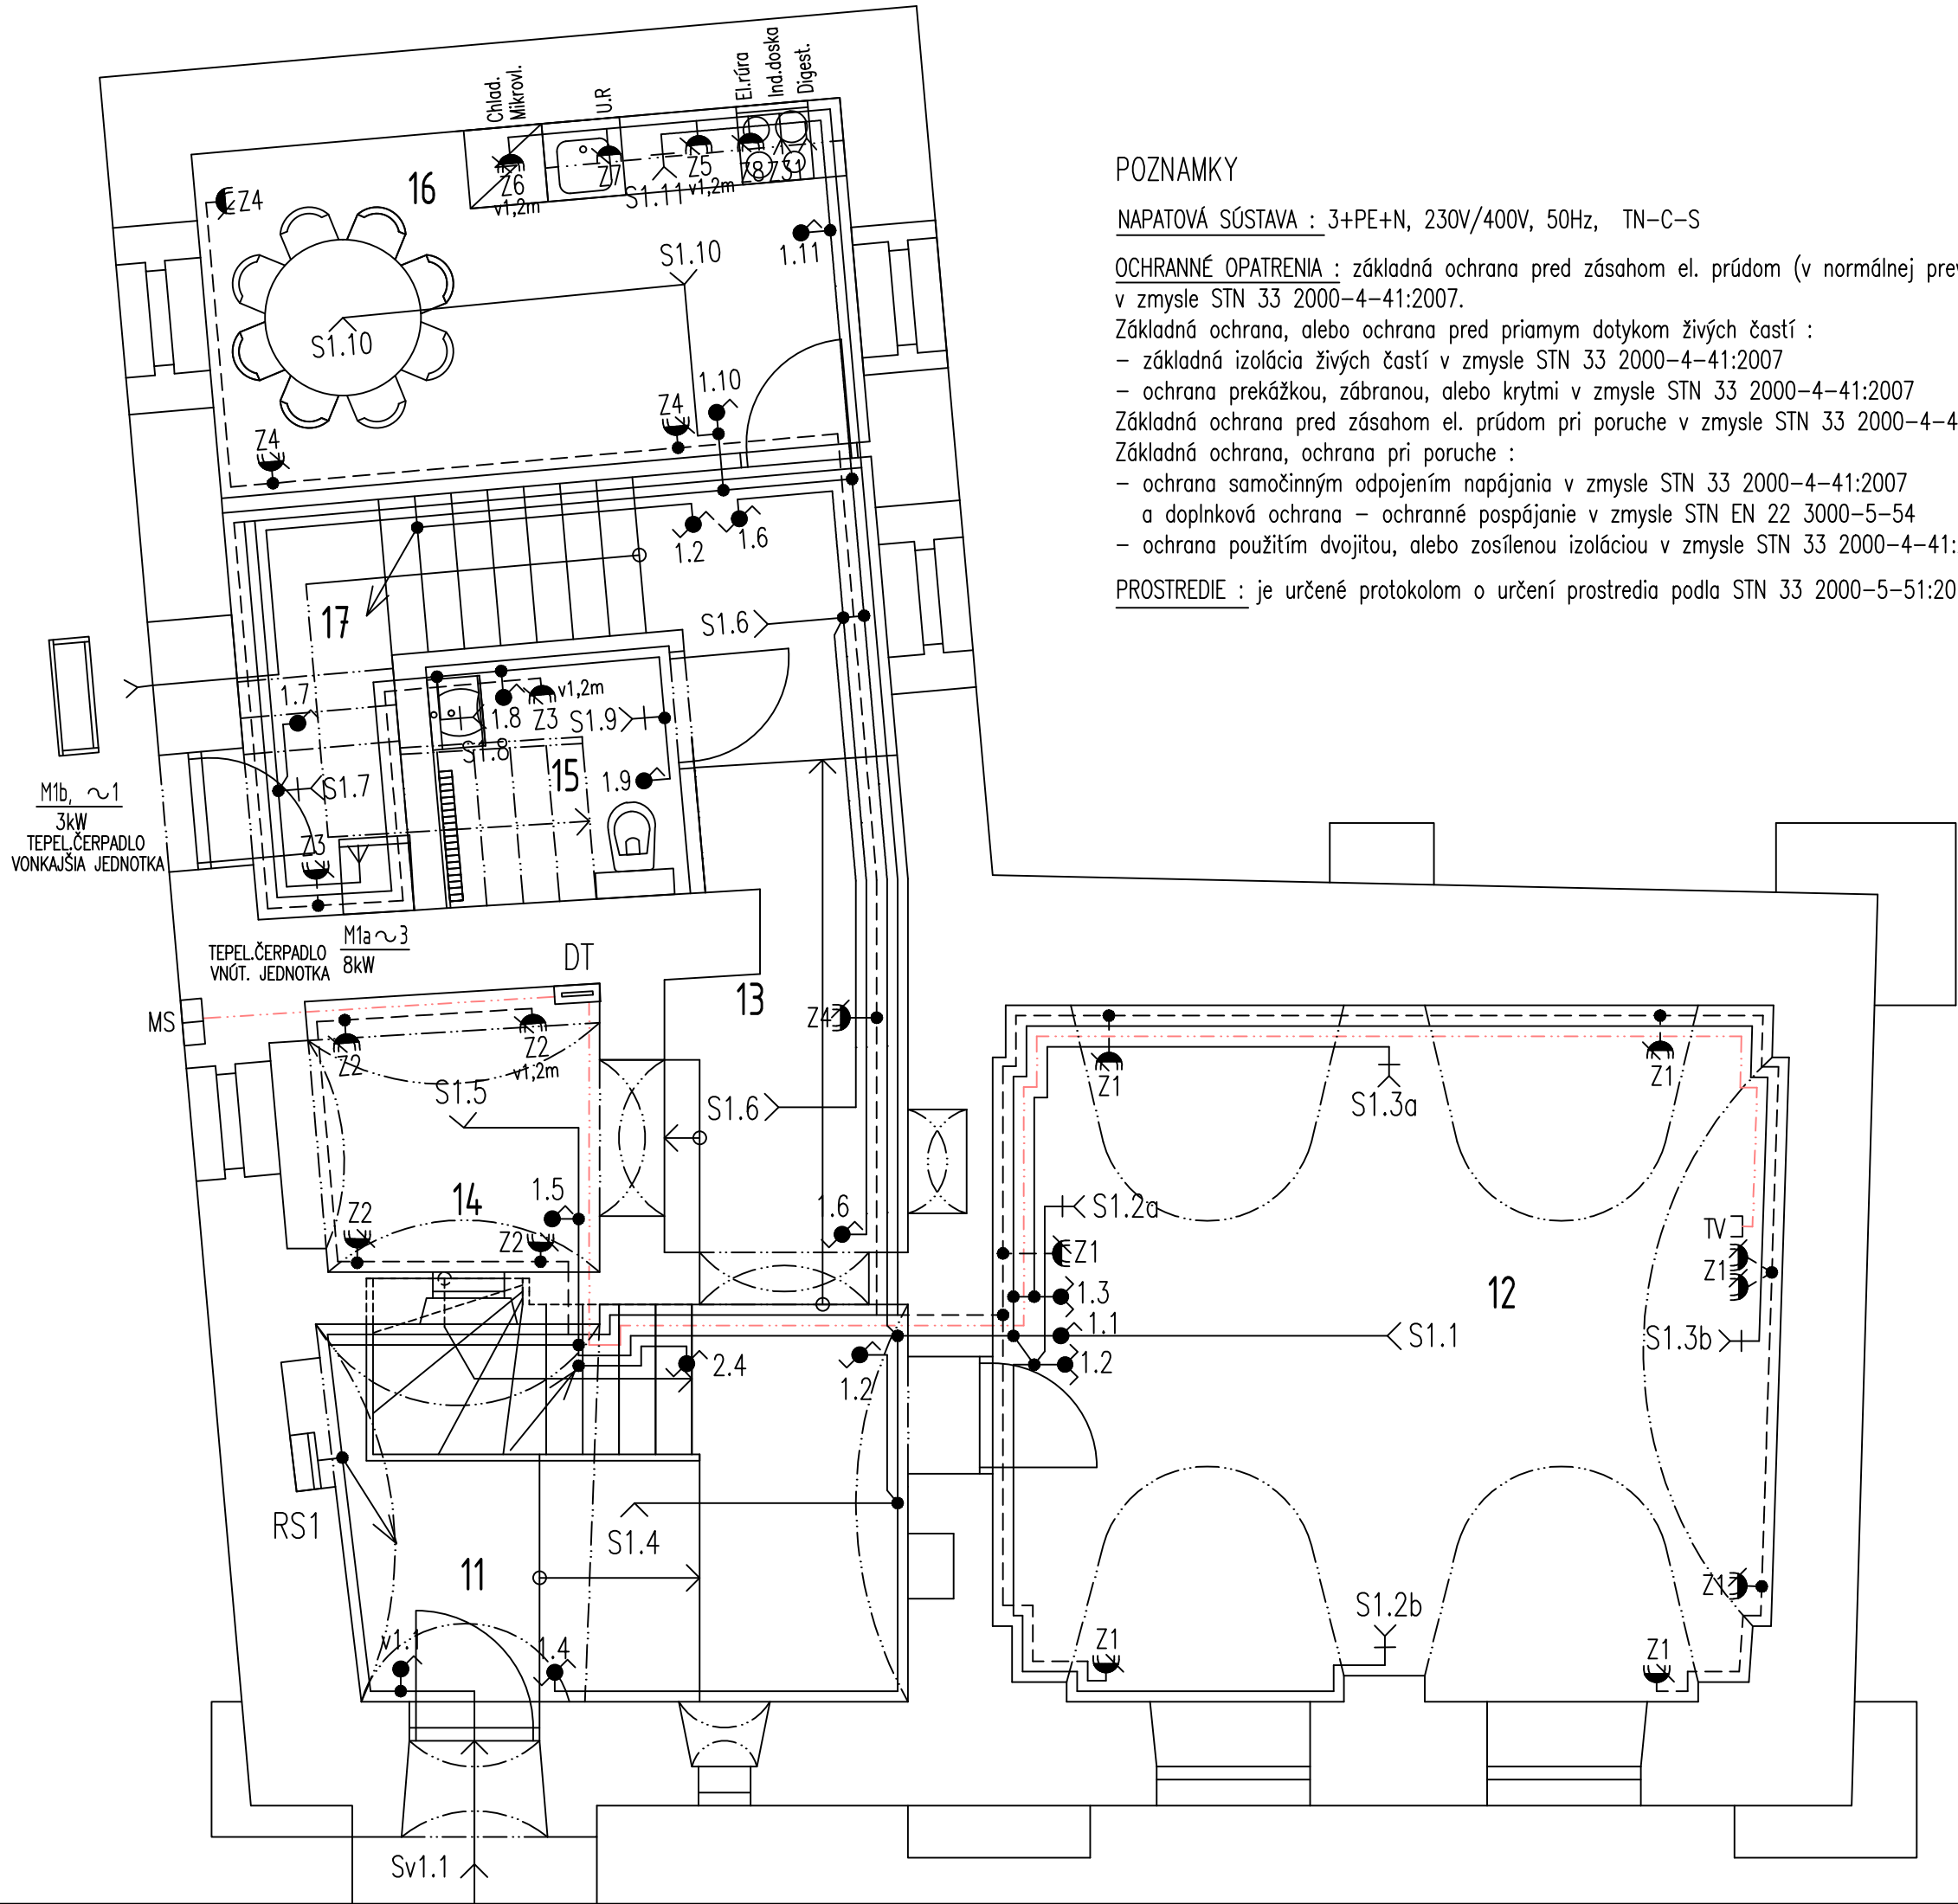 Chlad.
Mikrovl.
U.R
El.rúra
Ind.doska
Digest.
16
Z4
Z6
v1,2m
Z7
S1.11
Z5
v1,2m
Z8
Z31
1.11
S1.10
S1.10
1.10
Z4
Z4
1.2
1.6
17
S1.6
1.7
1.8
Z3
v1,2m
S1.9
S1.8
S1.7
15
1.9
Z3
M1b, ~1
3kW
TEPEL.ČERPADLO
VONKAJŠIA JEDNOTKA
TEPEL.ČERPADLO
VNÚT. JEDNOTKA
M1a~3
8kW
DT
13
MS
Z4
Z2
Z2
v1,2m
S1.5
S1.6
14
1.5
1.6
Z2
Z2
2.4
1.2
RS1
S1.4
11
v1.1
1.4
Sv1.1
Z1
Z1
S1.3a
S1.2a
Z1
1.3
1.1
1.2
S1.1
12
TV
Z1
S1.3b
Z1
S1.2b
Z1
Z1
POZNAMKY
NAPATOVÁ SÚSTAVA : 3+PE+N, 230V/400V, 50Hz, TN-C-S
OCHRANNÉ OPATRENIA : základná ochrana pred zásahom el. prúdom (v normálnej prev
v zmysle STN 33 2000-4-41:2007.
Základná ochrana, alebo ochrana pred priamym dotykom živých častí :
- základná izolácia živých častí v zmysle STN 33 2000-4-41:2007
- ochrana prekážkou, zábranou, alebo krytmi v zmysle STN 33 2000-4-41:2007
Základná ochrana pred zásahom el. prúdom pri poruche v zmysle STN 33 2000-4-4
Základná ochrana, ochrana pri poruche :
- ochrana samočinným odpojením napájania v zmysle STN 33 2000-4-41:2007
a doplnková ochrana - ochranné pospájanie v zmysle STN EN 22 3000-5-54
- ochrana použitím dvojitou, alebo zosílenou izoláciou v zmysle STN 33 2000-4-41:
PROSTREDIE : je určené protokolom o určení prostredia podla STN 33 2000-5-51:20